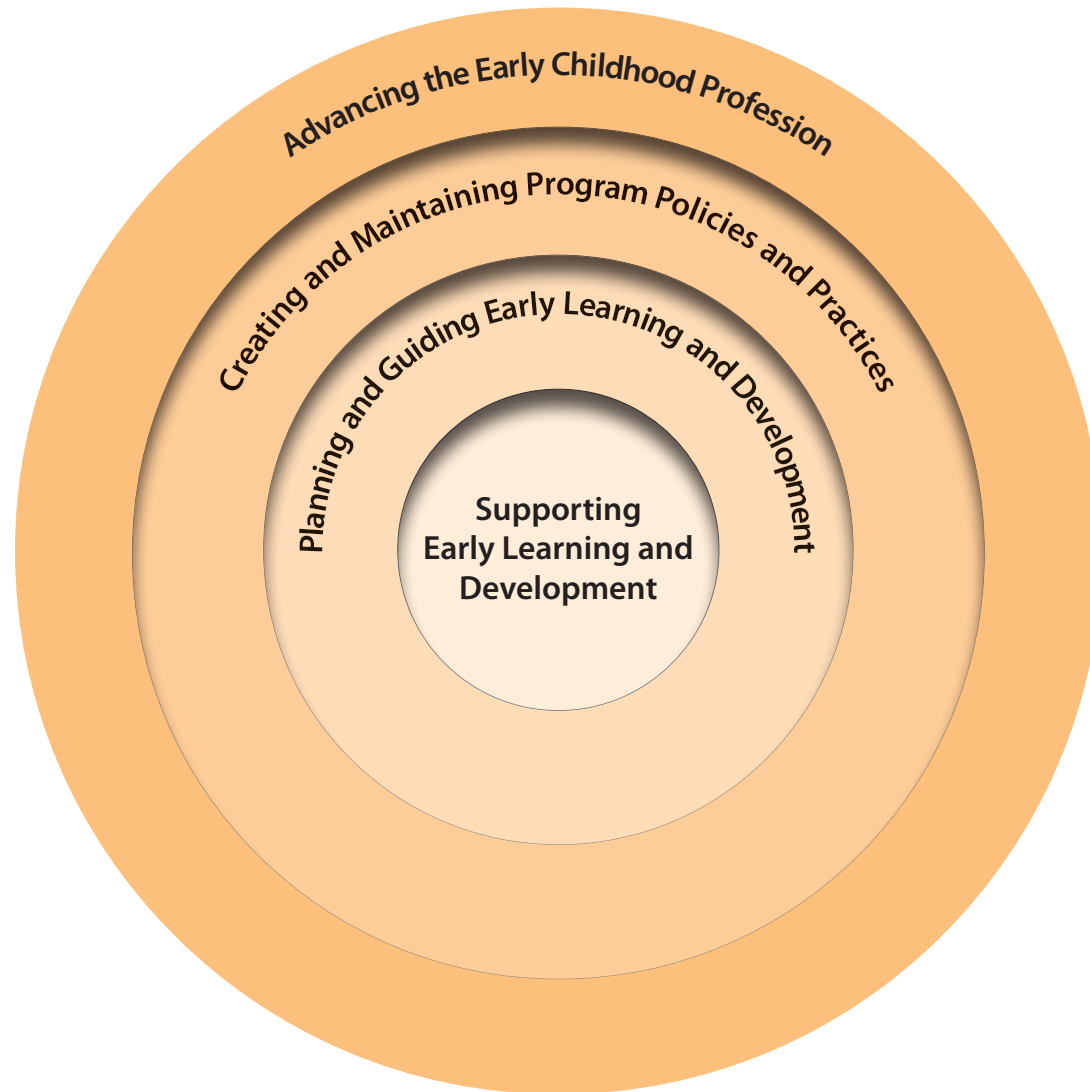 Advancing the Early Childhood Profession
Creating and Maintaining Program Policies and Practices
Planning and Guiding Early Learning and Development
Supporting
Early Learning and
Development